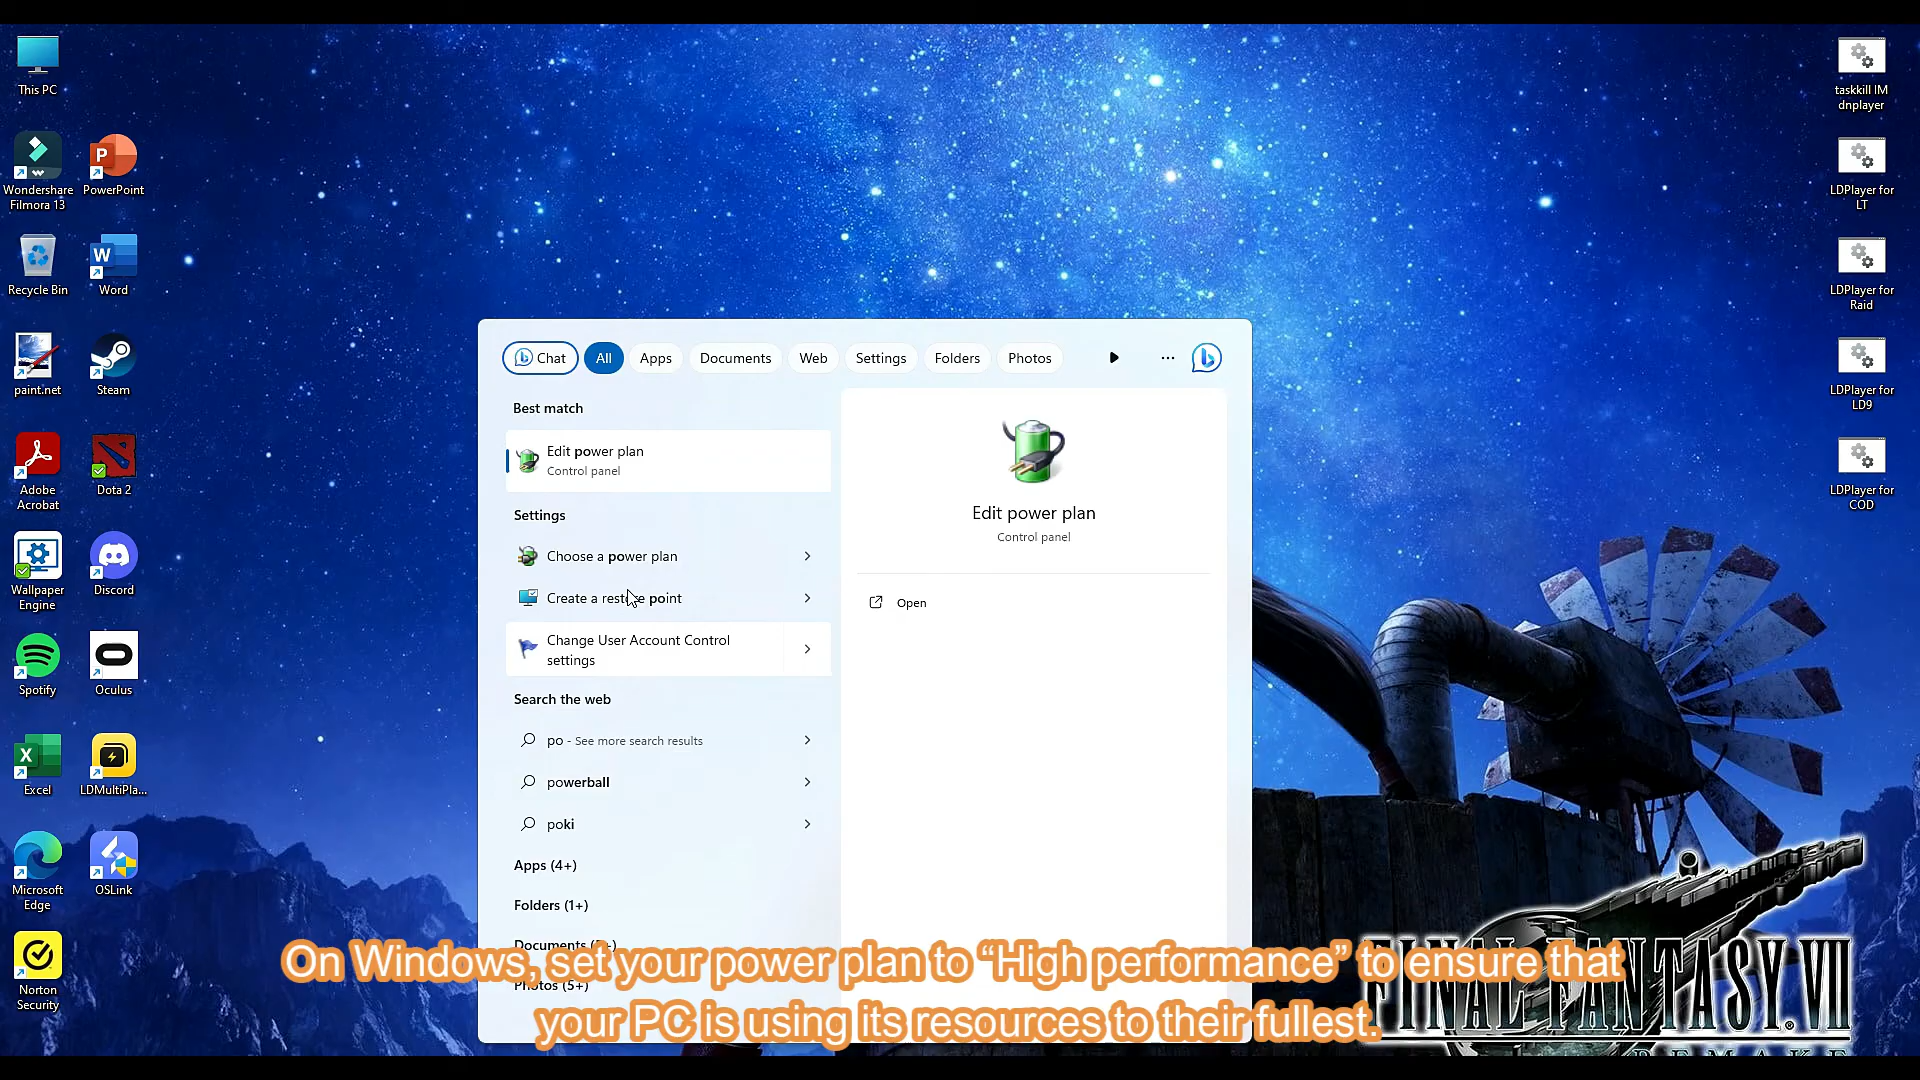 This PC
Wondershare
Filmora 13
PowerPoint
Recycle Bin
Word
paint.net
Steam
Adobe
Acrobat
Dota 2
Wallpaper
Engine
Discord
Spotify
Oculus
Excel
LDMultiPla...
Microsoft
Edge
OSLink
Norton
Security
Chat
All
Apps
Documents
Web
Settings
Folders
Photos
Best match
Edit power plan
Control panel
Settings
Choose a power plan
Create a restore point
Change User Account Control
settings
Search the web
po - See more search results
powerball
poki
Apps (4+)
Folders (1+)
Documents
Photos (5+)
Edit power plan
Control panel
Open
taskkill IM
dnplayer
LDPlayer for
LT
LDPlayer for
Raid
LDPlayer for
LD9
LDPlayer for
COD
FINAL FANTASY VII
REMAKE
On Windows, set your power plan to “High performance” to ensure that
your PC is using its resources to their fullest.